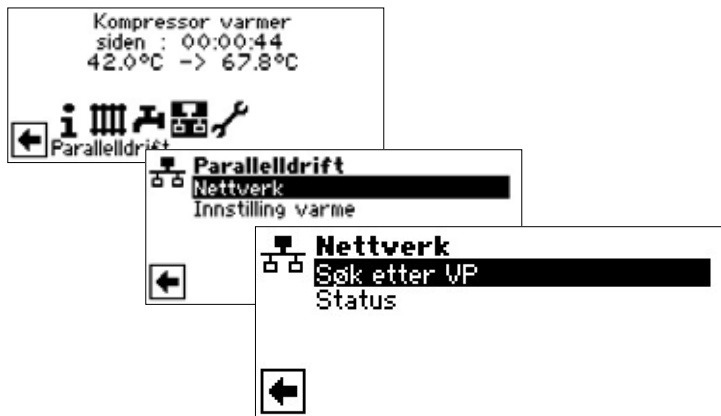 Kompressor varmer
siden : 00:00:44
42.0°C -> 67.8°C
Parallelldrift
Parallelldrift
Nettverk
Innstilling varme
Nettverk
Søk etter VP
Status